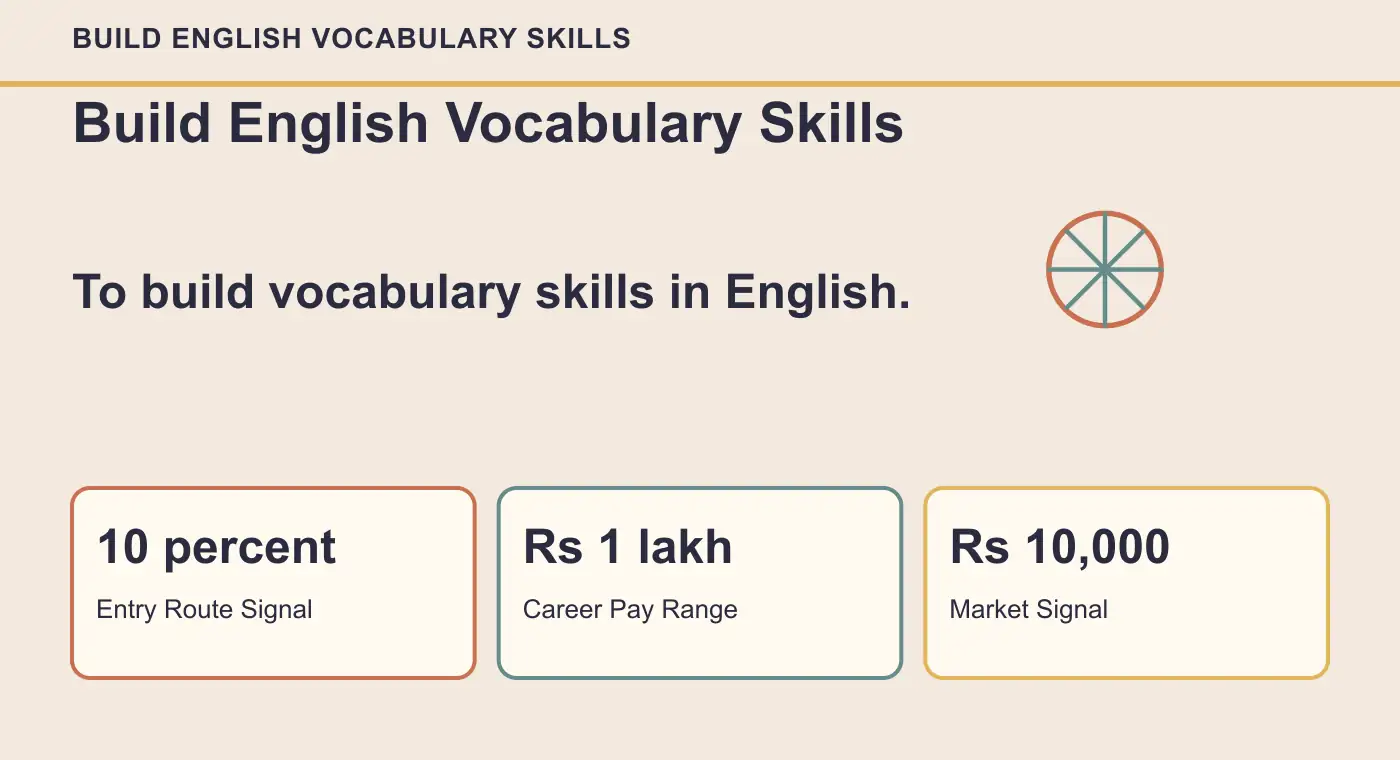 BUILD ENGLISH VOCABULARY SKILLS
Build English Vocabulary Skills
To build vocabulary skills in English.
10 percent
Entry Route Signal
Rs 1 lakh
Career Pay Range
Rs 10,000
Market Signal